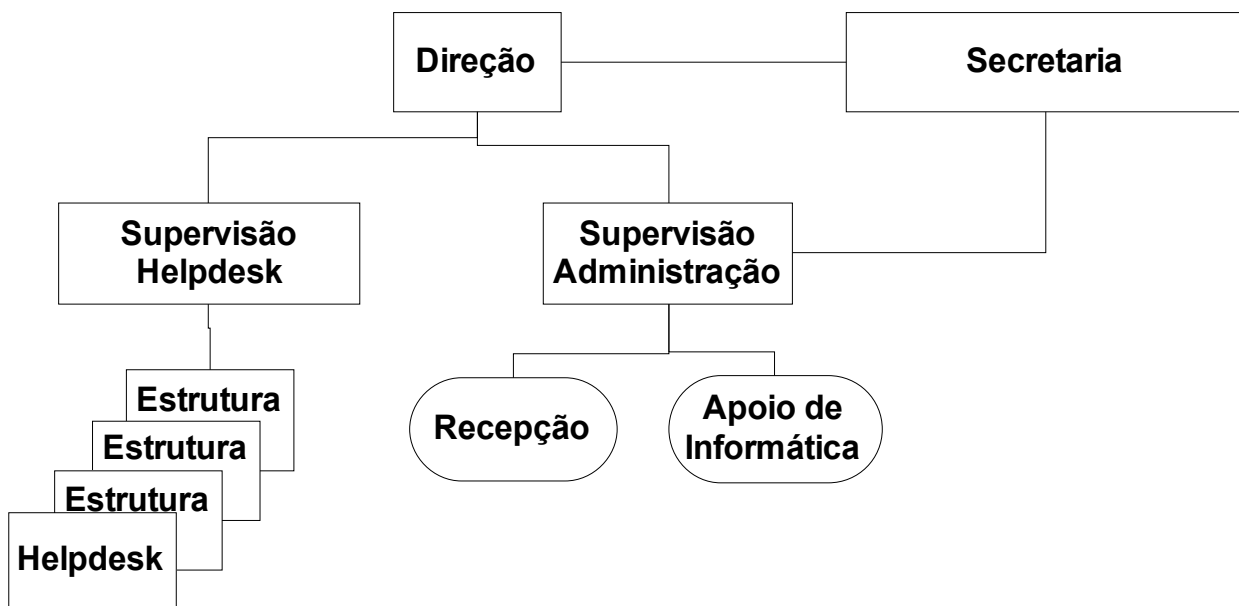 Direção
Secretaria
Supervisão
Helpdesk
Supervisão
Administração
Estrutura
Estrutura
Estrutura
Helpdesk
Recepção
Apoio de
Informática